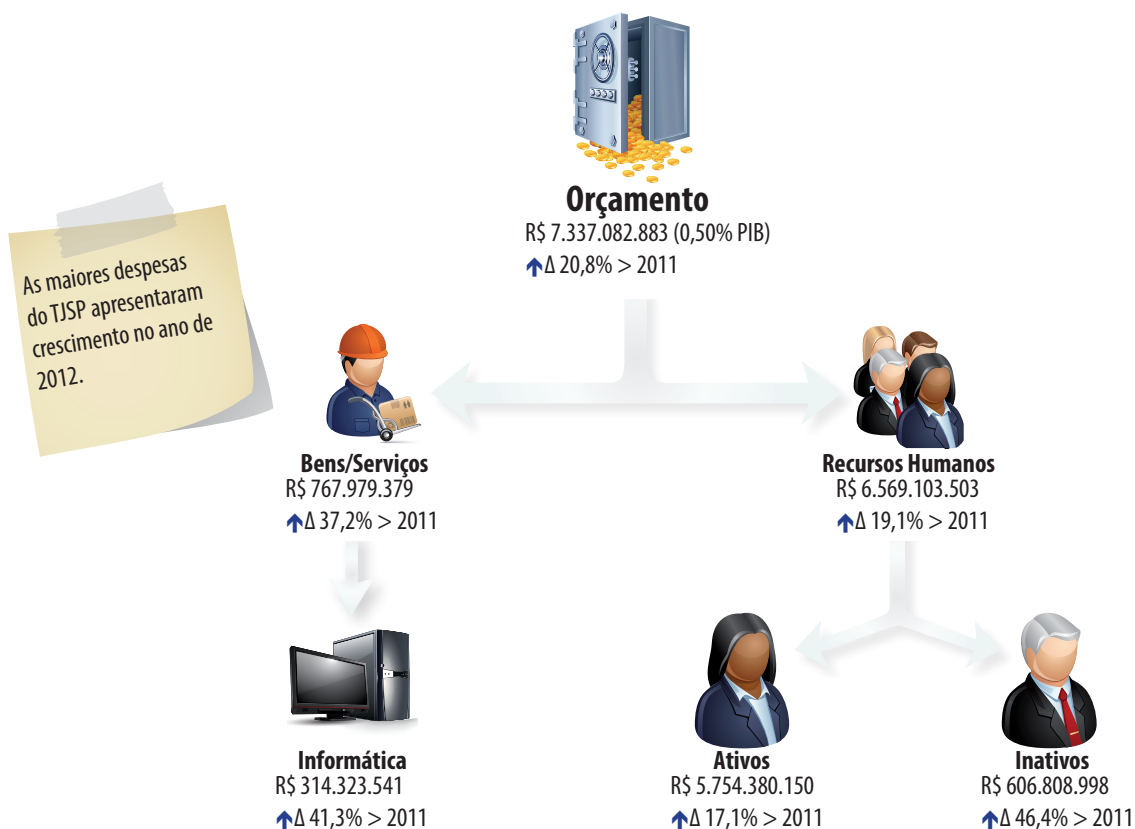 Orçamento
R$ 7.337.082.883 (0,50% PIB)
Δ 20,8% > 2011
As maiores despesas
do TJSP apresentaram
crescimento no ano de
2012.
Bens/Serviços
R$ 767.979.379
Δ 37,2% > 2011
Recursos Humanos
R$ 6.569.103.503
Δ 19,1% > 2011
Informática
R$ 314.323.541
Δ 41,3% > 2011
Ativos
R$ 5.754.380.150
Δ 17,1% > 2011
Inativos
R$ 606.808.998
Δ 46,4% > 2011